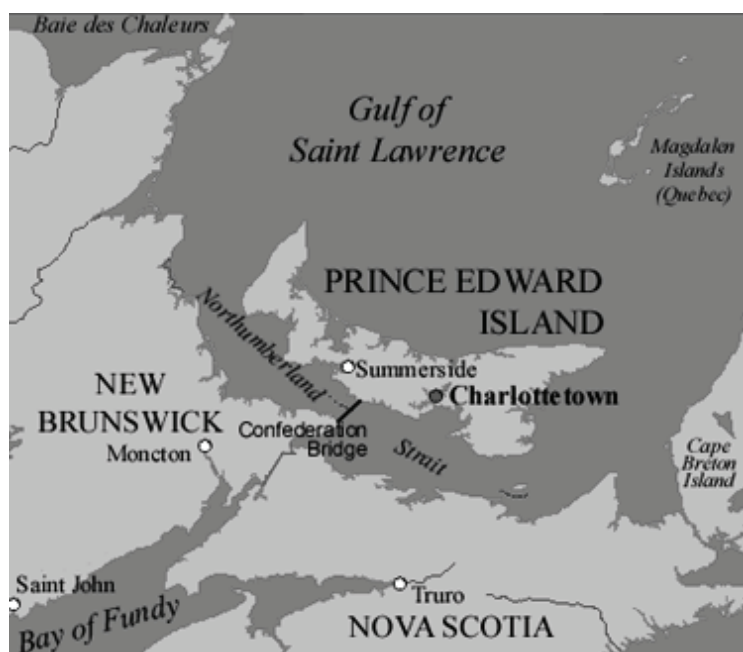 Baie des Chaleurs
Gulf of
Saint Lawrence
Magdalen
Islands
(Quebec)
PRINCE EDWARD
ISLAND
Northumberland
Summerside
NEW
BRUNSWICK
Charlottetown
Confederation
Bridge
Moncton
Strait
Cape
Breton
Island
Saint John
Truro
Bay of Fundy
NOVA SCOTIA